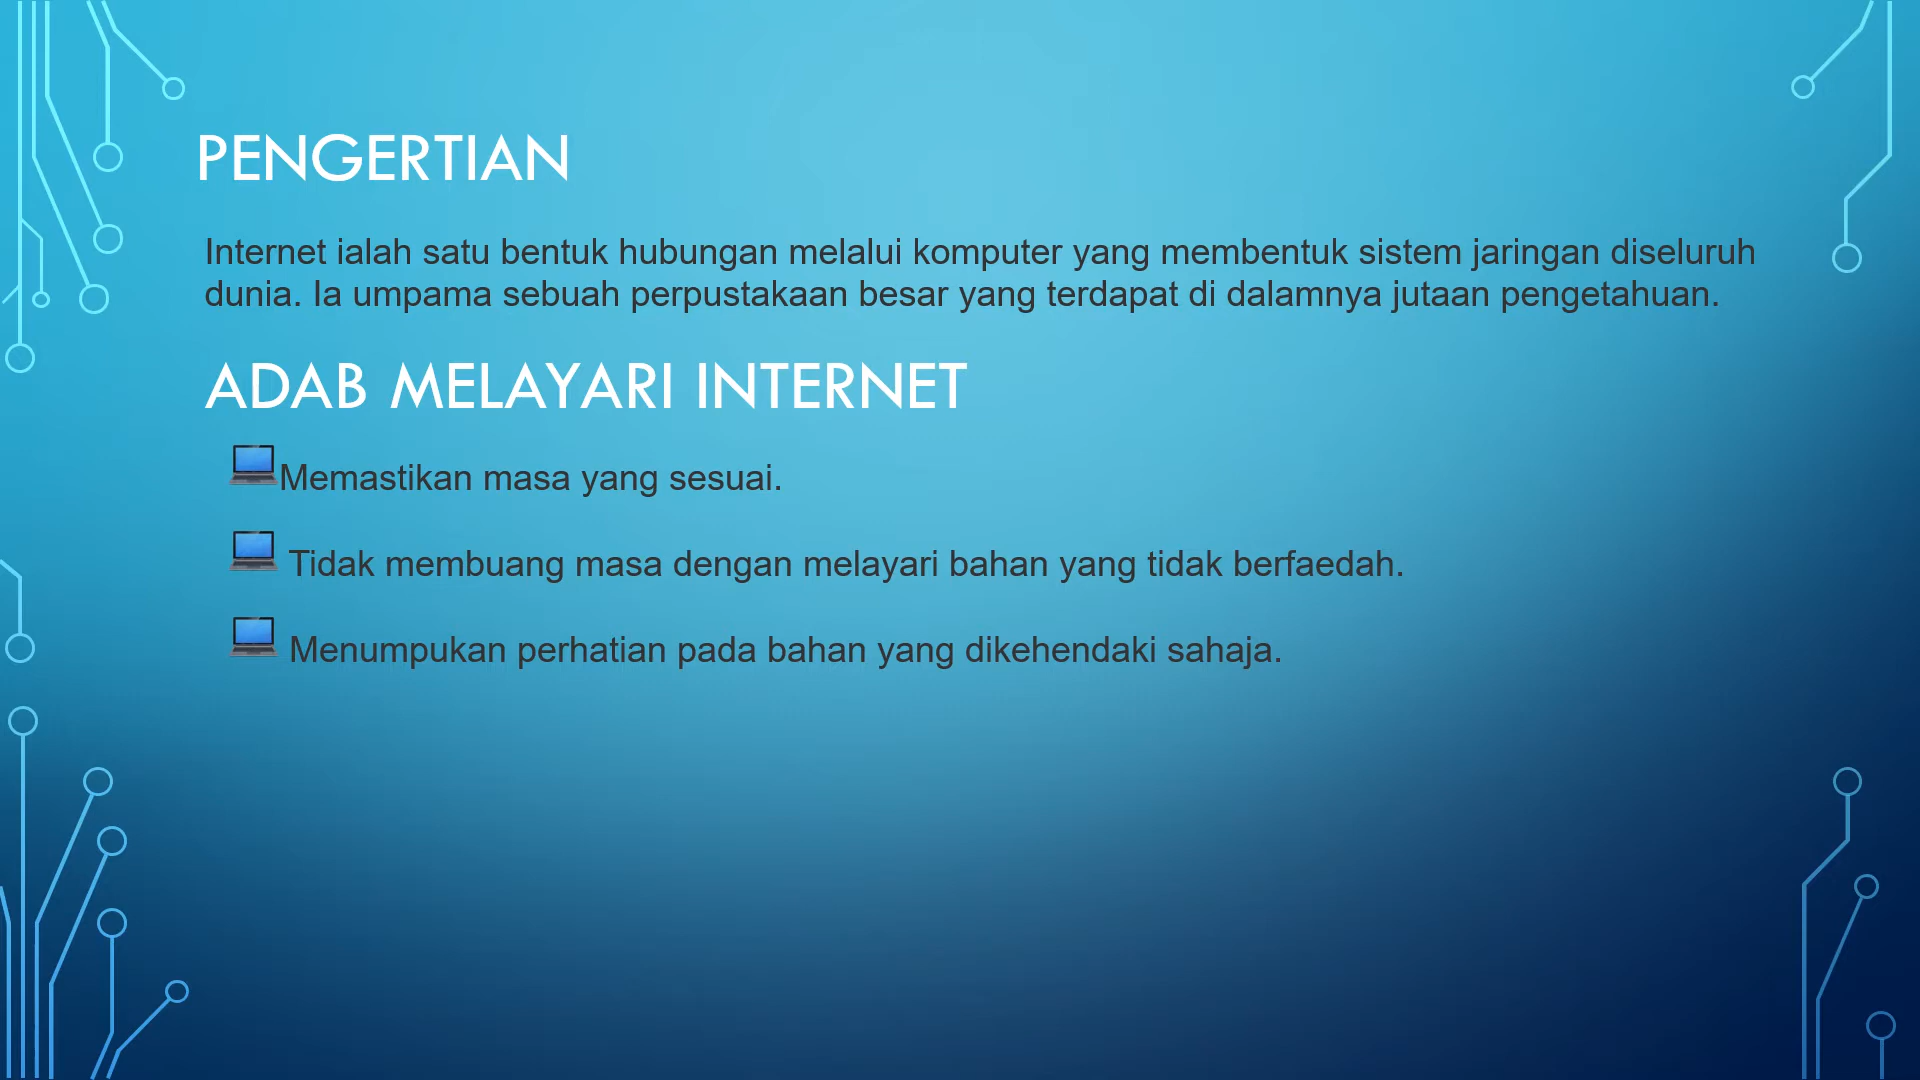 PENGERTIAN
Internet ialah satu bentuk hubungan melalui komputer yang membentuk sistem jaringan diseluruh
dunia. Ia umpama sebuah perpustakaan besar yang terdapat di dalamnya jutaan pengetahuan.
ADAB MELAYARI INTERNET
Memastikan masa yang sesuai.
Tidak membuang masa dengan melayari bahan yang tidak berfaedah.
Menumpukan perhatian pada bahan yang dikehendaki sahaja.